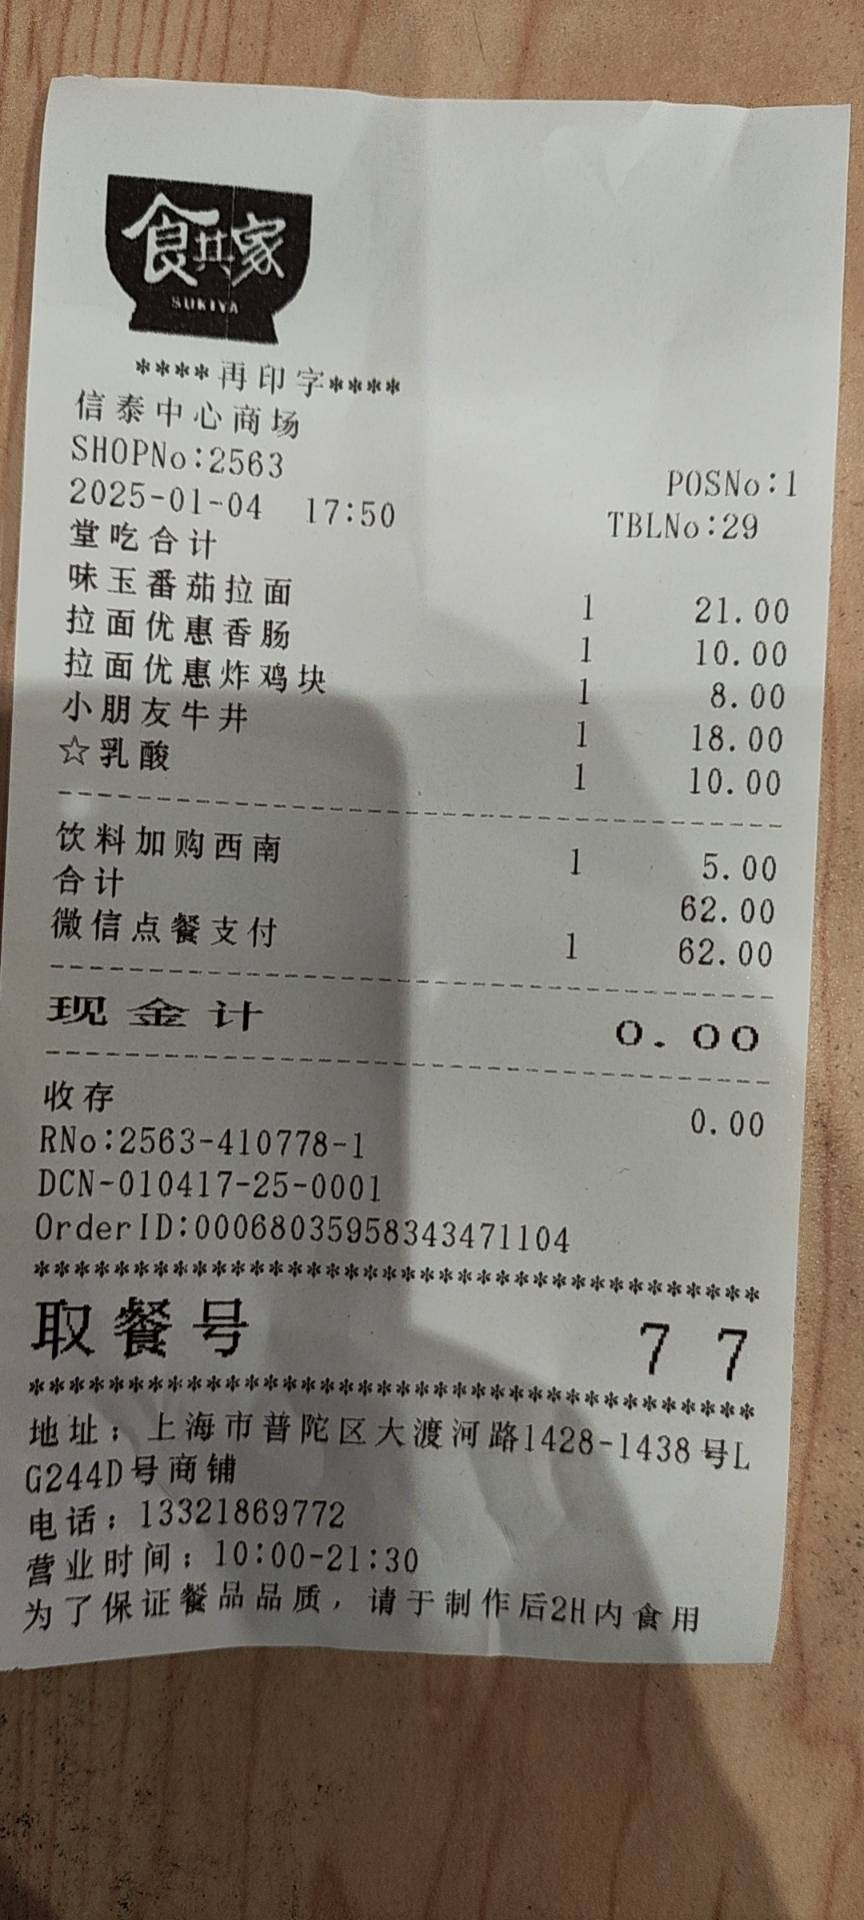 食其家
SUKIYA
****再印字****
信泰中心商场
SHOPNo:2563 POSNo:1
2025-01-04 17:50 TBLNo:29
堂吃合计
味玉番茄拉面 1 21.00
拉面优惠香肠 1 10.00
拉面优惠炸鸡块 1 8.00
小朋友牛井 1 18.00
☆乳酸 1 10.00
饮料加购西南 1 5.00
合计 62.00
微信点餐支付 1 62.00
现金计 0.00
收存 0.00
RNo:2563-410778-1
DCN-010417-25-0001
OrderID:00068035958343471104
取餐号 77
地址：上海市普陀区大渡河路1428-1438号L
G244D号商铺
电话：13321869772
营业时间：10:00-21:30
为了保证餐品品质，请于制作后2H内食用